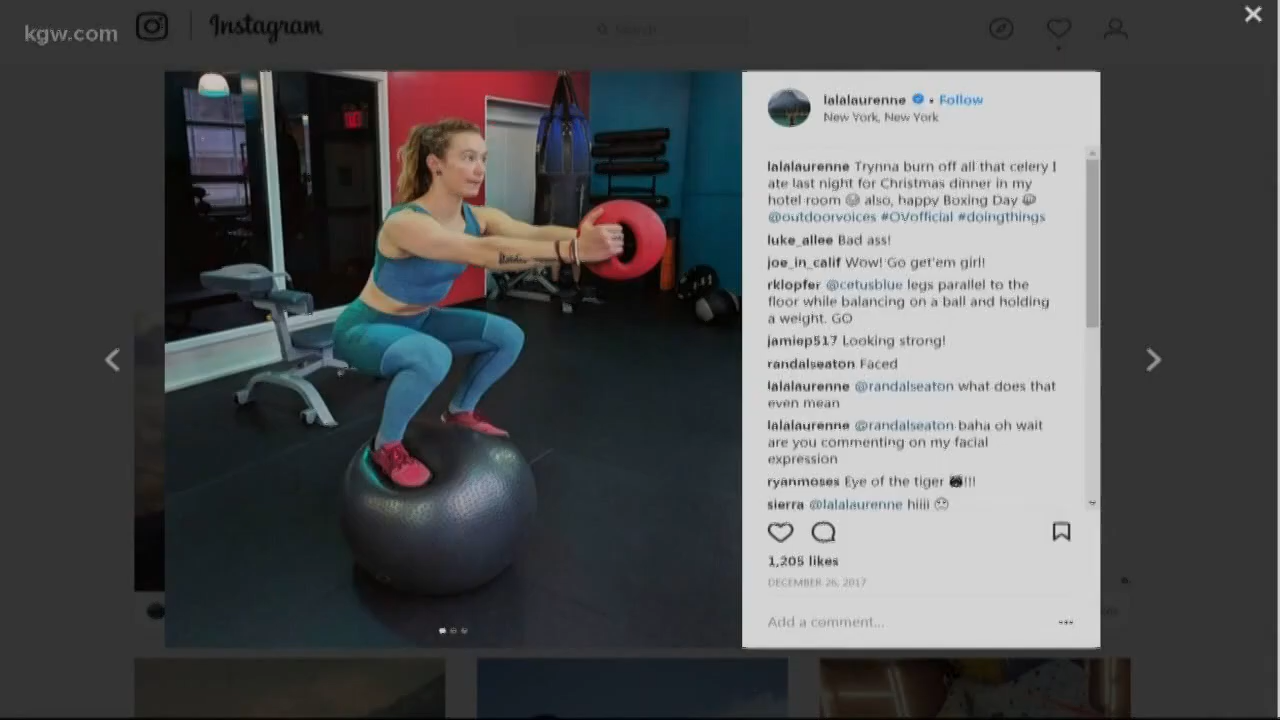 kgw.com
Instagram
Search
lalalaurenne • Follow
New York, New York
lalalaurenne Trynna burn off all that celery I
ate last night for Christmas dinner in my
hotel room also, happy Boxing Day
@outdoorvoices #OVofficial #doingthings
luke_allee Bad ass!
joe_in_calif Wow! Go get'em girl!
rklopfer @cetusblue legs parallel to the
floor while balancing on a ball and holding
a weight. GO
jamiep517 Looking strong!
randalseaton Faced
lalalaurenne @randalseaton what does that
even mean
lalalaurenne @randalseaton baha oh wait
are you commenting on my facial
expression
ryanmoses Eye of the tiger !!!
sierra @lalalaurenne hiiii
1,205 likes
DECEMBER 26, 2017
Add a comment...